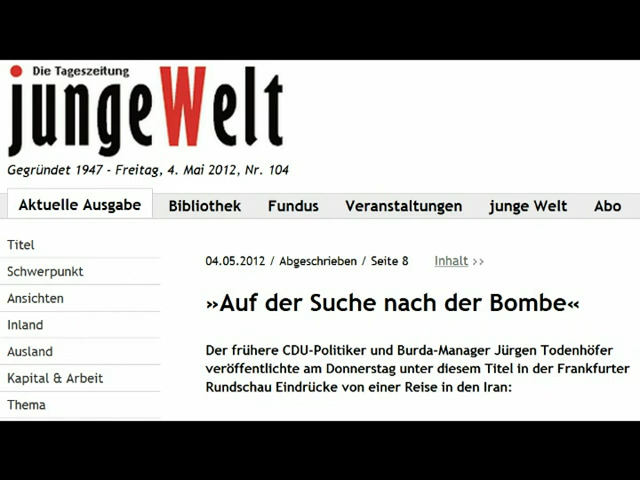 Die Tageszeitung
jungeWelt
Gegründet 1947 - Freitag, 4. Mai 2012, Nr. 104
Aktuelle Ausgabe Bibliothek Fundus Veranstaltungen junge Welt Abo
Titel
Schwerpunkt
Ansichten
Inland
Ausland
Kapital & Arbeit
Thema
04.05.2012 / Abgeschrieben / Seite 8 Inhalt >>
»Auf der Suche nach der Bombe«
Der frühere CDU-Politiker und Burda-Manager Jürgen Todenhöfer
veröffentlichte am Donnerstag unter diesem Titel in der Frankfurter
Rundschau Eindrücke von einer Reise in den Iran: